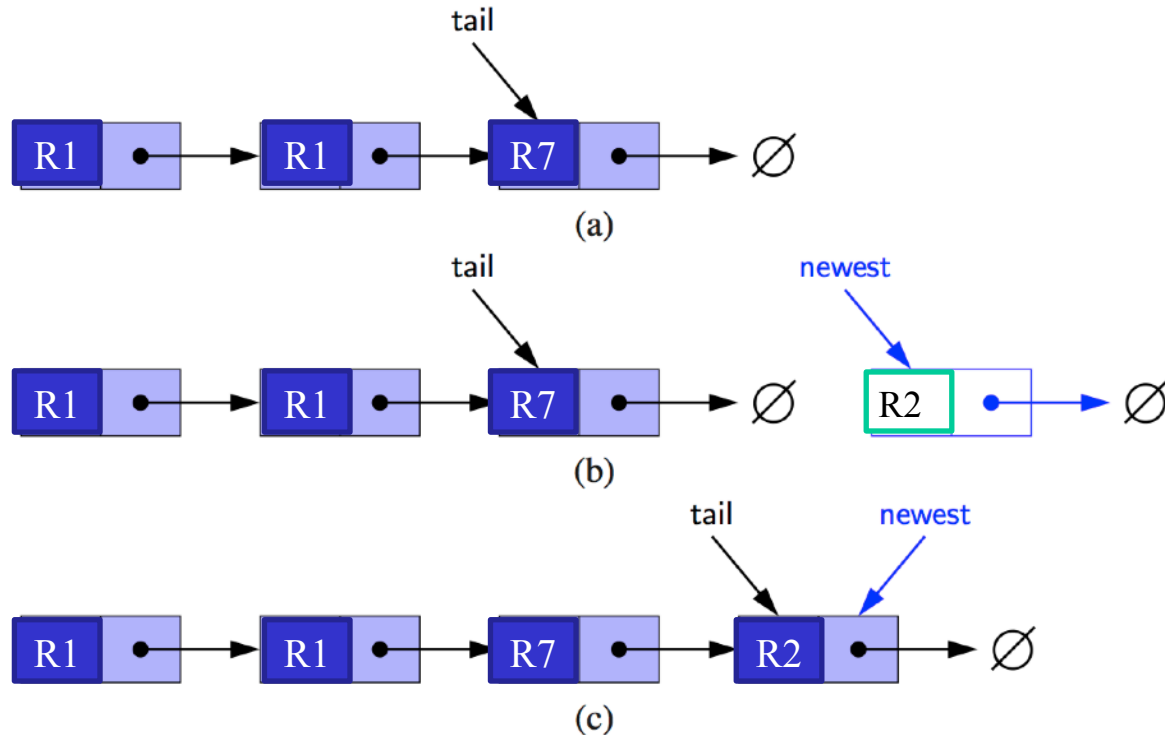 tail
R1 R1 R7 ∅
(a)
tail newest
R1 R1 R7 ∅ R2 ∅
(b)
tail newest
R1 R1 R7 R2 ∅
(c)